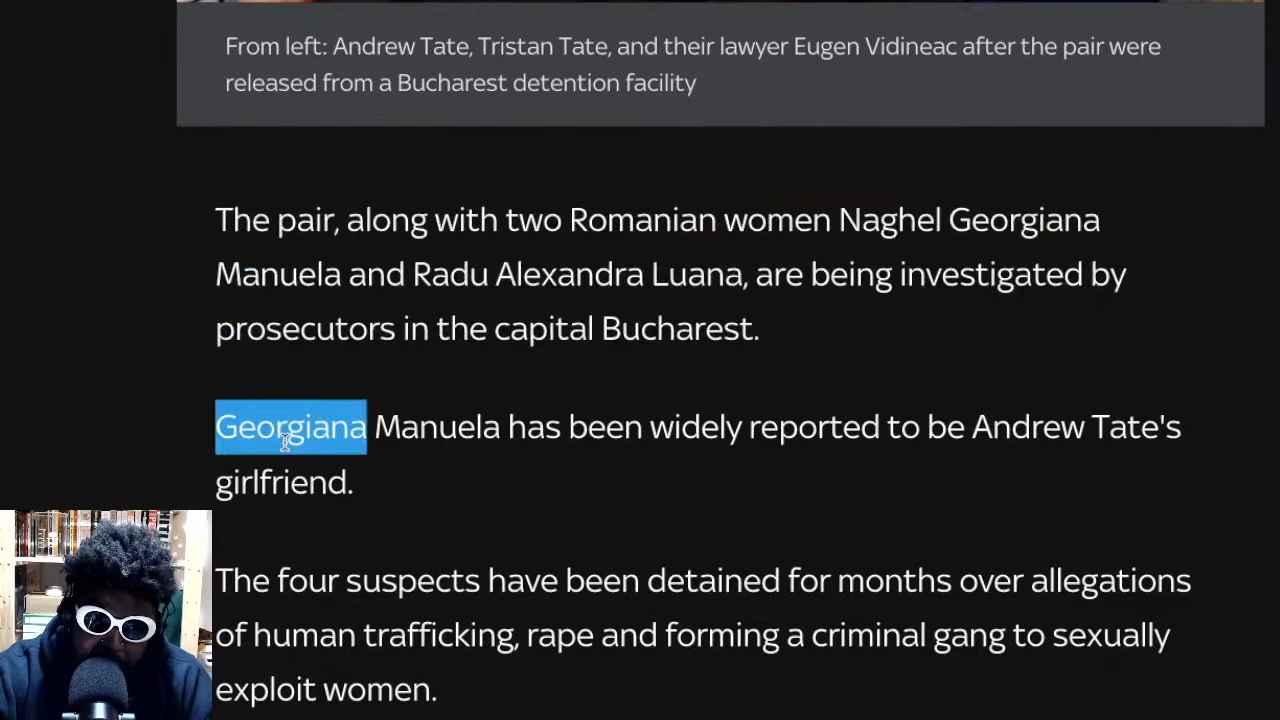 From left: Andrew Tate, Tristan Tate, and their lawyer Eugen Vidineac after the pair were
released from a Bucharest detention facility
The pair, along with two Romanian women Naghel Georgiana
Manuela and Radu Alexandra Luana, are being investigated by
prosecutors in the capital Bucharest.
Georgiana Manuela has been widely reported to be Andrew Tate's
girlfriend.
The four suspects have been detained for months over allegations
of human trafficking, rape and forming a criminal gang to sexually
exploit women.